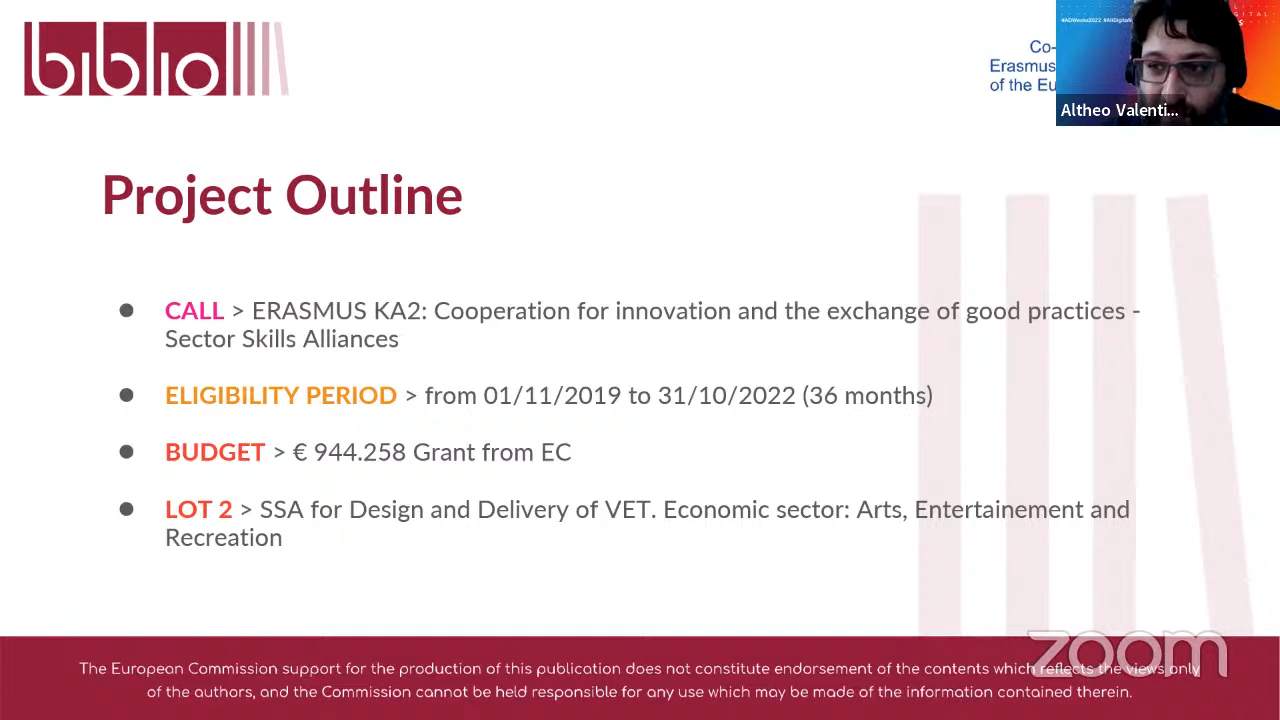 biblio
Co-
Erasmus
of the Eu
#ADWeeks2022
Altheo Valenti...
Project Outline
CALL > ERASMUS KA2: Cooperation for innovation and the exchange of good practices -
Sector Skills Alliances
ELIGIBILITY PERIOD > from 01/11/2019 to 31/10/2022 (36 months)
BUDGET > € 944.258 Grant from EC
LOT 2 > SSA for Design and Delivery of VET. Economic sector: Arts, Entertainement and
Recreation
zoom
The European Commission support for the production of this publication does not constitute endorsement of the contents which reflects the views only
of the authors, and the Commission cannot be held responsible for any use which may be made of the information contained therein.